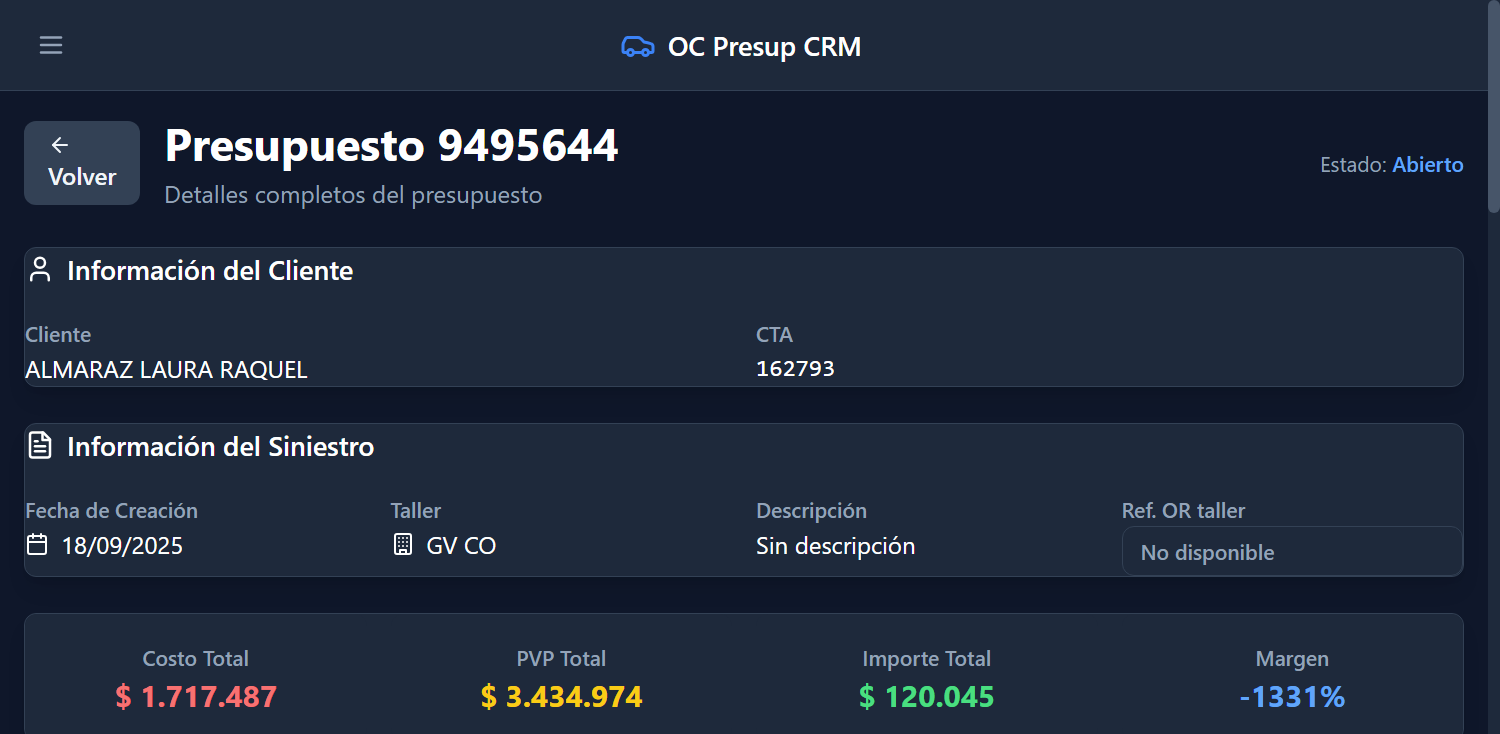 OC Presup CRM
Volver
Presupuesto 9495644
Detalles completos del presupuesto
Estado: Abierto
Información del Cliente
Cliente
CTA
ALMARAZ LAURA RAQUEL
162793
Información del Siniestro
Fecha de Creación
Taller
Descripción
Ref. OR taller
18/09/2025
GV CO
Sin descripción
No disponible
Costo Total
PVP Total
Importe Total
Margen
$ 1.717.487
$ 3.434.974
$ 120.045
-1331%